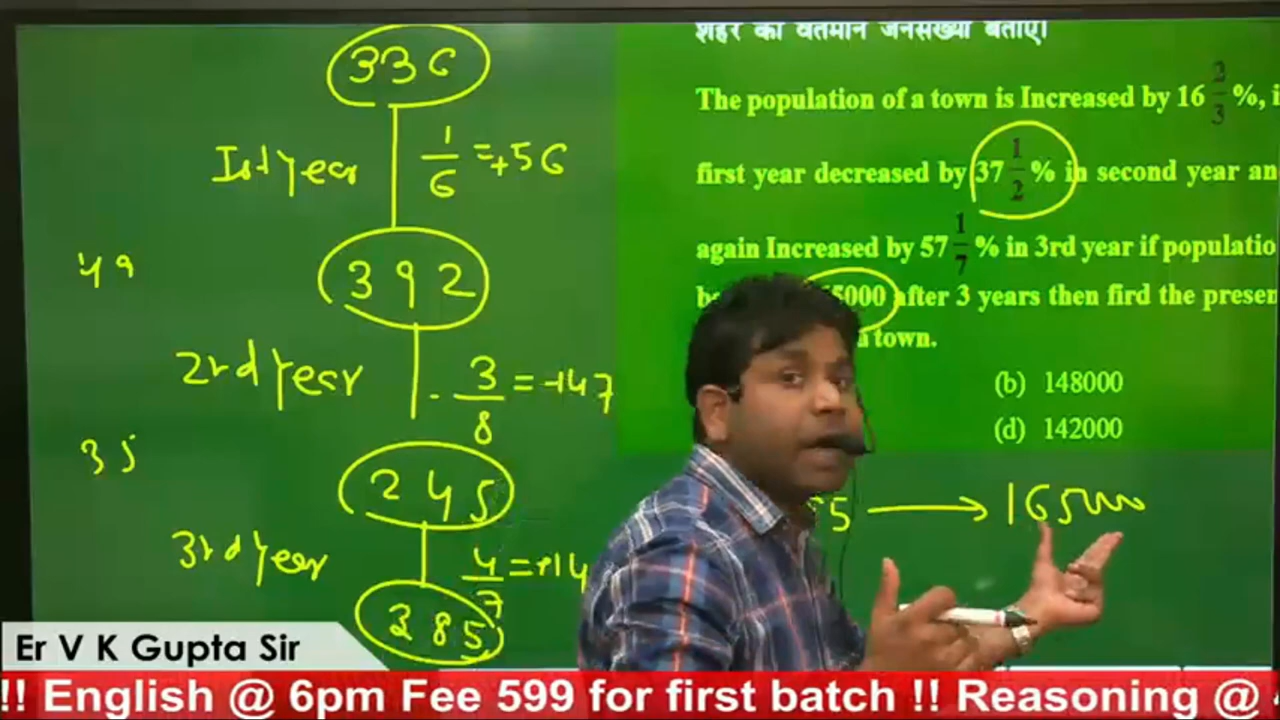 शहर की वर्तमान जनसंख्या बताएं।
The population of a town is Increased by 16 2/3 %, i
first year decreased by 37 1/2 % in second year an
again Increased by 57 1/7 % in 3rd year if populatio
5000 after 3 years then fird the presen
a town.
(b) 148000
(d) 142000
336
Ist year 1/6 = +56
49
392
2rd year - 3/8 = -147
35
245
3rd year 4/7 = +14
385
55 → 165000
Er V K Gupta Sir
!! English @ 6pm Fee 599 for first batch !! Reasoning @